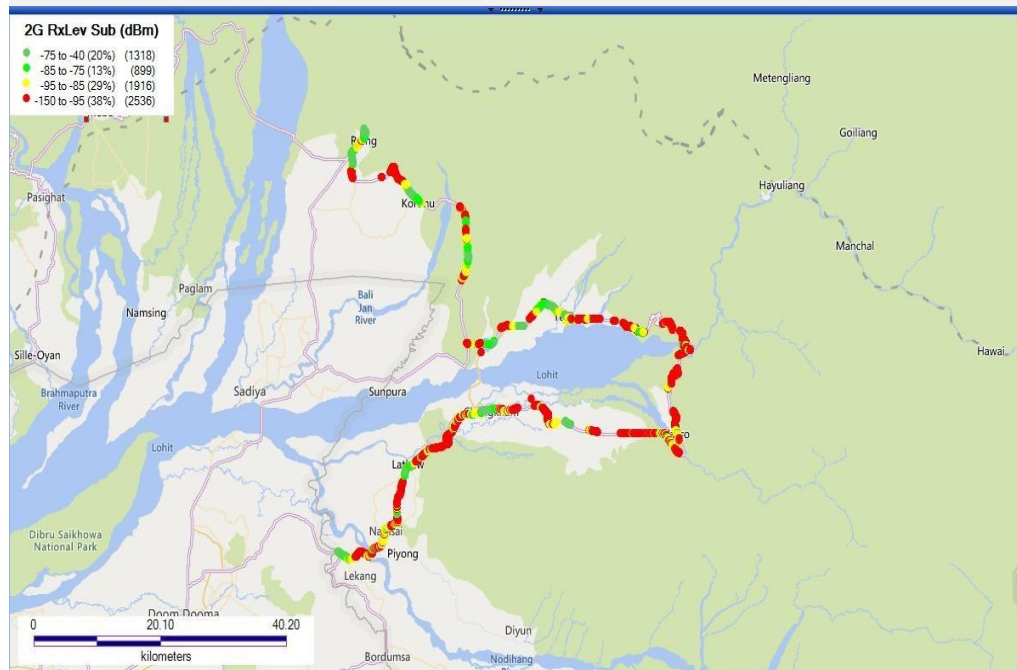 2G RxLev Sub (dBm)
-75 to -40 (20%) (1318)
-85 to -75 (13%) (899)
-95 to -85 (29%) (1916)
-150 to -95 (38%) (2536)
Metengliang
Goiliang
Pasighat
Hayuliang
Manchal
Paglam
Bali
Jan
River
Namsing
Hawai
Sille-Oyan
Lohit
Brahmaputra
River
Sadiya
Sunpura
Lohit
Dibru Saikhowa
National Park
Piyong
Lekang
Doom Dooma
0 20.10 40.20
kilometers
Diyun
Bordumsa
Nodihang